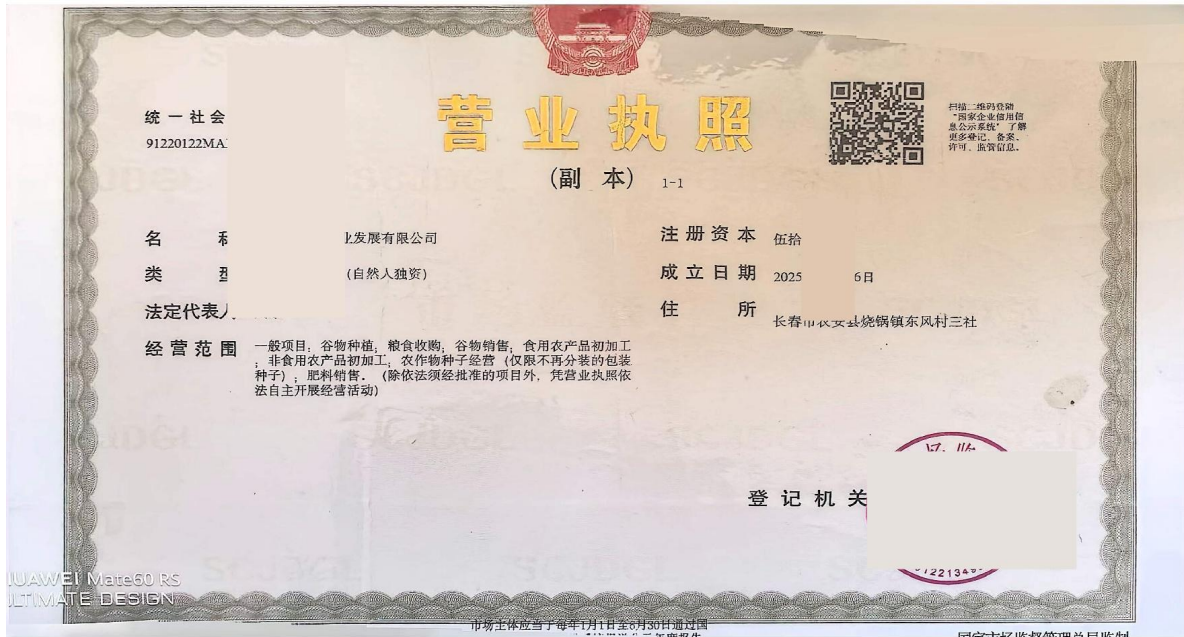 营业执照
(副 本) 1-1
统一社会
91220122MA
扫描二维码登陆
"国家企业信用信
息公示系统"了解
更多登记、备案、
许可、监管信息。
名
发展有限公司
类 型
(自然人独资)
法定代表人
经营范围
一般项目:谷物种植;粮食收购;谷物销售;食用农产品初加工
;非食用农产品初加工;农作物种子经营(仅限不再分装的包装
种子);肥料销售。(除依法须经批准的项目外,凭营业执照依
法自主开展经营活动)
注册资本 伍拾
成立日期 2025 6日
住 所 长春市农安县烧锅镇东风村三社
登记机关
HUAWEI Mate60 RS
ULTIMATE DESIGN
市场主体应当于每年1月1日至6月30日通过国
国家市场监督管理总局监制